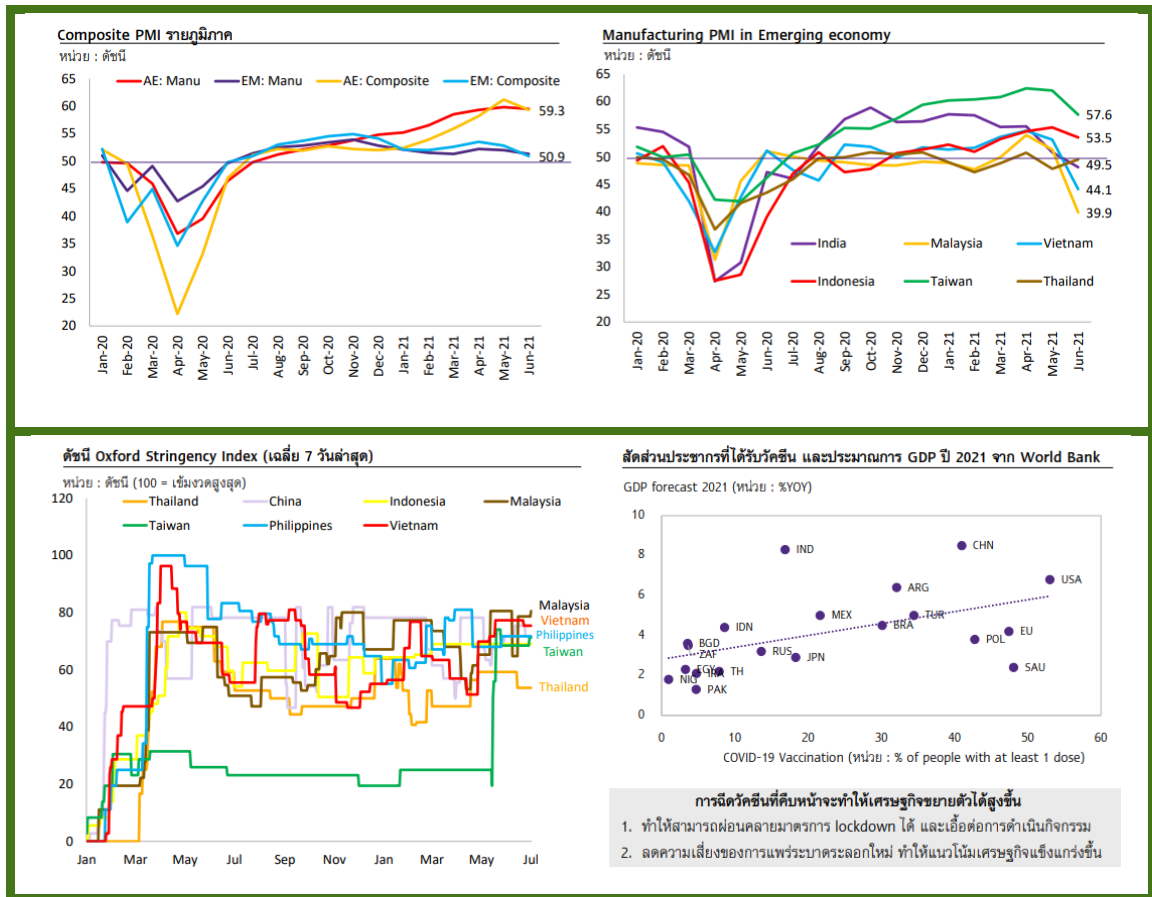 Composite PMI รายภูมิภาค
หน่วย : ดัชนี
AE: Manu EM: Manu AE: Composite EM: Composite
65
60
55
50
45
40
35
30
25
20
59.3
50.9
Jan-20 Feb-20 Mar-20 Apr-20 May-20 Jun-20 Jul-20 Aug-20 Sep-20 Oct-20 Nov-20 Dec-20 Jan-21 Feb-21 Mar-21 Apr-21 May-21 Jun-21
Manufacturing PMI in Emerging economy
หน่วย : ดัชนี
65
60
55
50
45
40
35
30
25
20
57.6
53.5
49.5
44.1
39.9
India Malaysia Vietnam
Indonesia Taiwan Thailand
Jan-20 Feb-20 Mar-20 Apr-20 May-20 Jun-20 Jul-20 Aug-20 Sep-20 Oct-20 Nov-20 Dec-20 Jan-21 Feb-21 Mar-21 Apr-21 May-21 Jun-21
ดัชนี Oxford Stringency Index (เฉลี่ย 7 วันล่าสุด)
หน่วย : ดัชนี (100 = เข้มงวดสูงสุด)
Thailand China Indonesia Malaysia
Taiwan Philippines Vietnam
120
100
80
60
40
20
0
Malaysia
Vietnam
Philippines
Taiwan
Thailand
Jan Mar May Jul Sep Nov Jan Mar May Jul
สัดส่วนประชากรที่ได้รับวัคซีน และประมาณการ GDP ปี 2021 จาก World Bank
GDP forecast 2021 (หน่วย : %YOY)
10
8
6
4
2
0
IND
CHN
USA
ARG
MEX
TUR
BRA
IDN
EU
POL
BGD
ZAF
RUS
JPN
SAU
EGY
IRA
TH
NIG
PAK
0 10 20 30 40 50 60
COVID-19 Vaccination (หน่วย : % of people with at least 1 dose)
การฉีดวัคซีนที่คืบหน้าจะทำให้เศรษฐกิจขยายตัวได้สูงขึ้น
1. ทำให้สามารถผ่อนคลายมาตรการ lockdown ได้ และเอื้อต่อการดำเนินกิจกรรม
2. ลดความเสี่ยงของการแพร่ระบาดระลอกใหม่ ทำให้แนวโน้มเศรษฐกิจแข็งแกร่งขึ้น